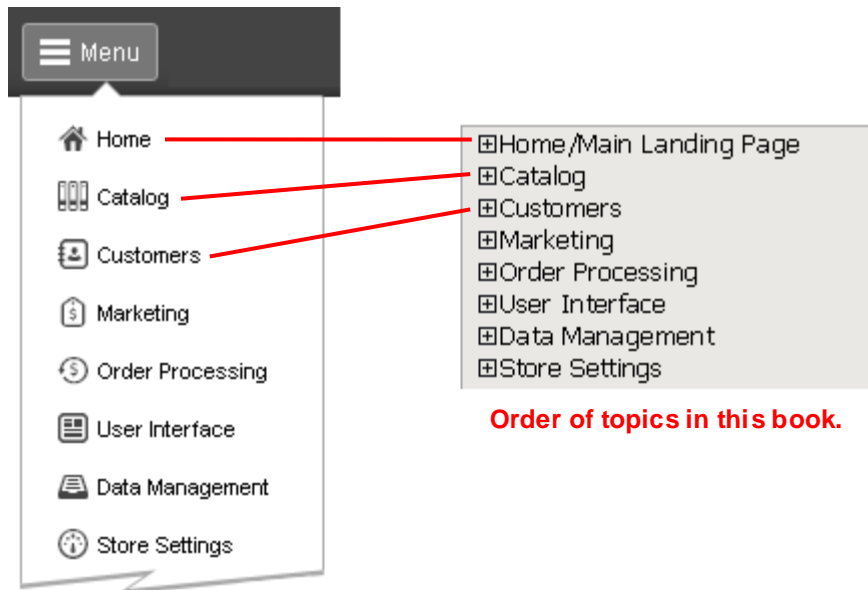 Menu
Home
Catalog
Customers
Marketing
Order Processing
User Interface
Data Management
Store Settings
Home/Main Landing Page
Catalog
Customers
Marketing
Order Processing
User Interface
Data Management
Store Settings
Order of topics in this book.